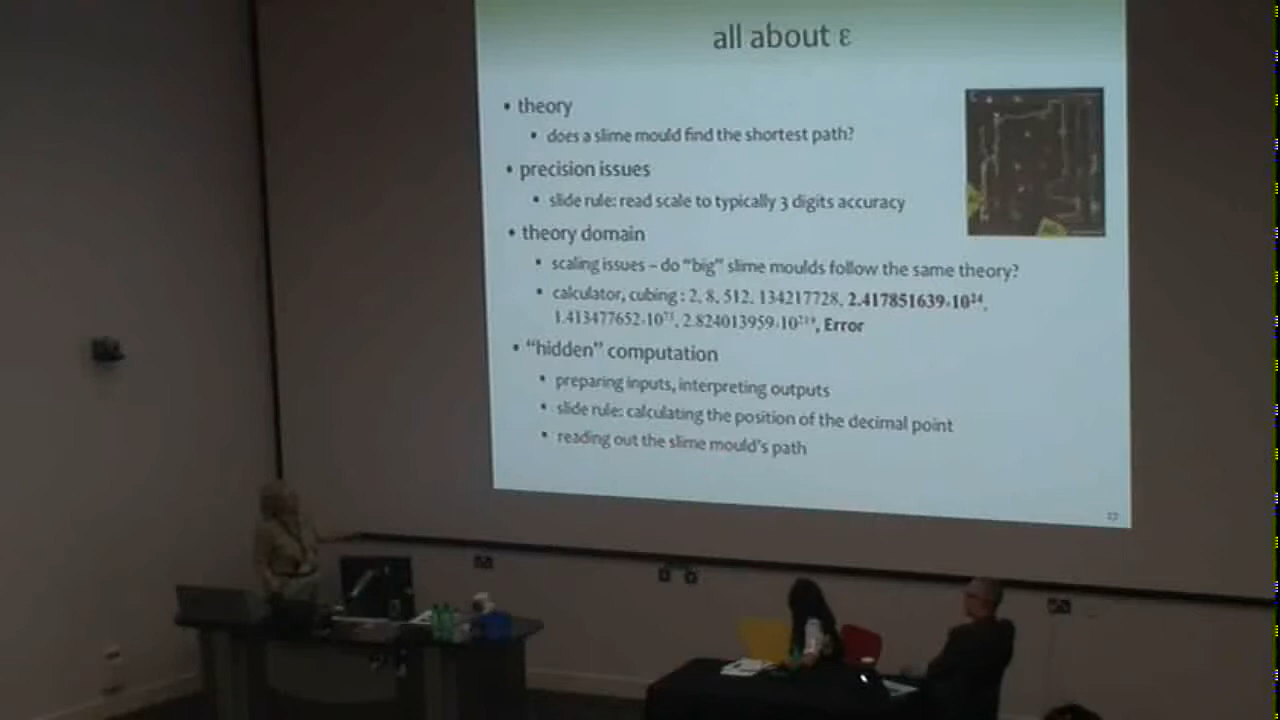 all about ε
• theory
• does a slime mould find the shortest path?
• precision issues
• slide rule: read scale to typically 3 digits accuracy
• theory domain
• scaling issues – do "big" slime moulds follow the same theory?
• calculator, cubing : 2, 8, 512, 134217728, 2.417851639·10²⁴,
1.413477652·10⁷³, 2.824013959·10²¹⁹, Error
• "hidden" computation
• preparing inputs, interpreting outputs
• slide rule: calculating the position of the decimal point
• reading out the slime mould's path